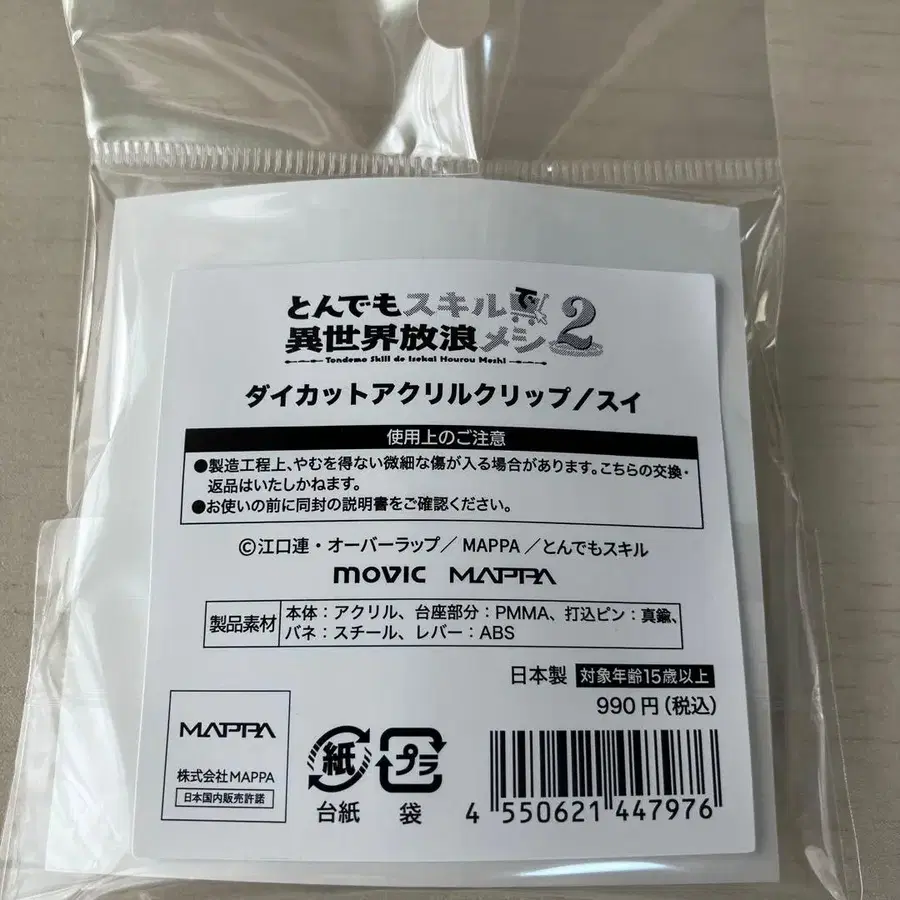 とんでもスキルで
異世界放浪メシ2
Tondemo Skill de Isekai Hourou Meshi
ダイカットアクリルクリップ/スイ
使用上のご注意
●製造工程上、やむを得ない微細な傷が入る場合があります。こちらの交換・
返品はいたしかねます。
●お使いの前に同封の説明書をご確認ください。
©江口連・オーバーラップ/MAPPA/とんでもスキル
movic MAPPA
製品素材
本体:アクリル、台座部分:PMMA、打込ピン:真鍮、
バネ:スチール、レバー:ABS
日本製 対象年齢15歳以上
990円(税込)
MAPPA
株式会社MAPPA
日本国内販売許諾
紙
台紙
プラ
袋
4 550621 447976